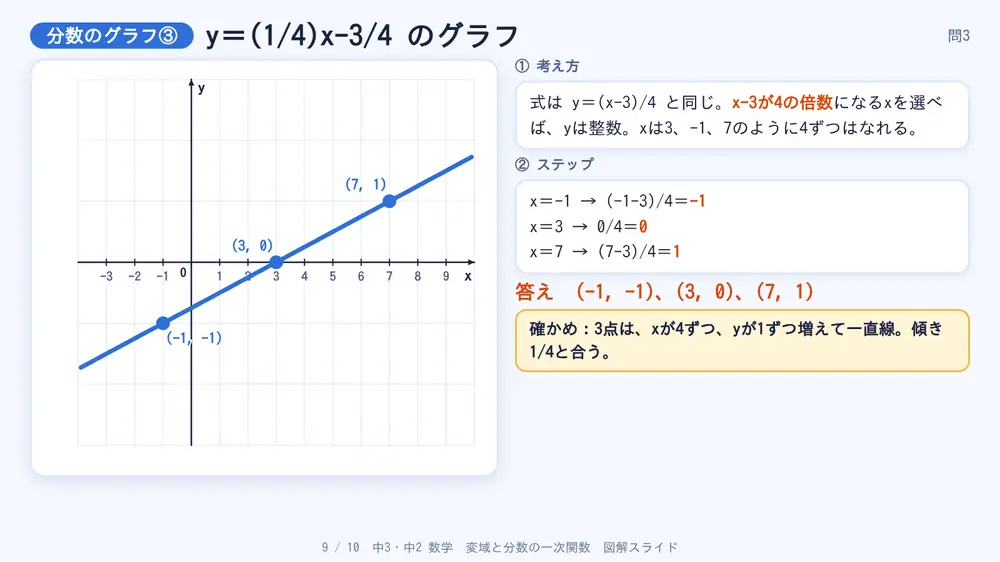 分数のグラフ③ y＝(1/4)x-3/4 のグラフ
問3
y
(7, 1)
(3, 0)
-3 -2 -1 0 1 2 3 4 5 6 7 8 9 x
(-1, -1)
① 考え方
式は y＝(x-3)/4 と同じ。x-3が4の倍数になるxを選べ
ば、yは整数。xは3、-1、7のように4ずつはなれる。
② ステップ
x＝-1 → (-1-3)/4＝-1
x＝3 → 0/4＝0
x＝7 → (7-3)/4＝1
答え (-1, -1)、(3, 0)、(7, 1)
確かめ：3点は、xが4ずつ、yが1ずつ増えて一直線。傾き
1/4と合う。
9 / 10 中3・中2 数学 変域と分数の一次関数 図解スライド